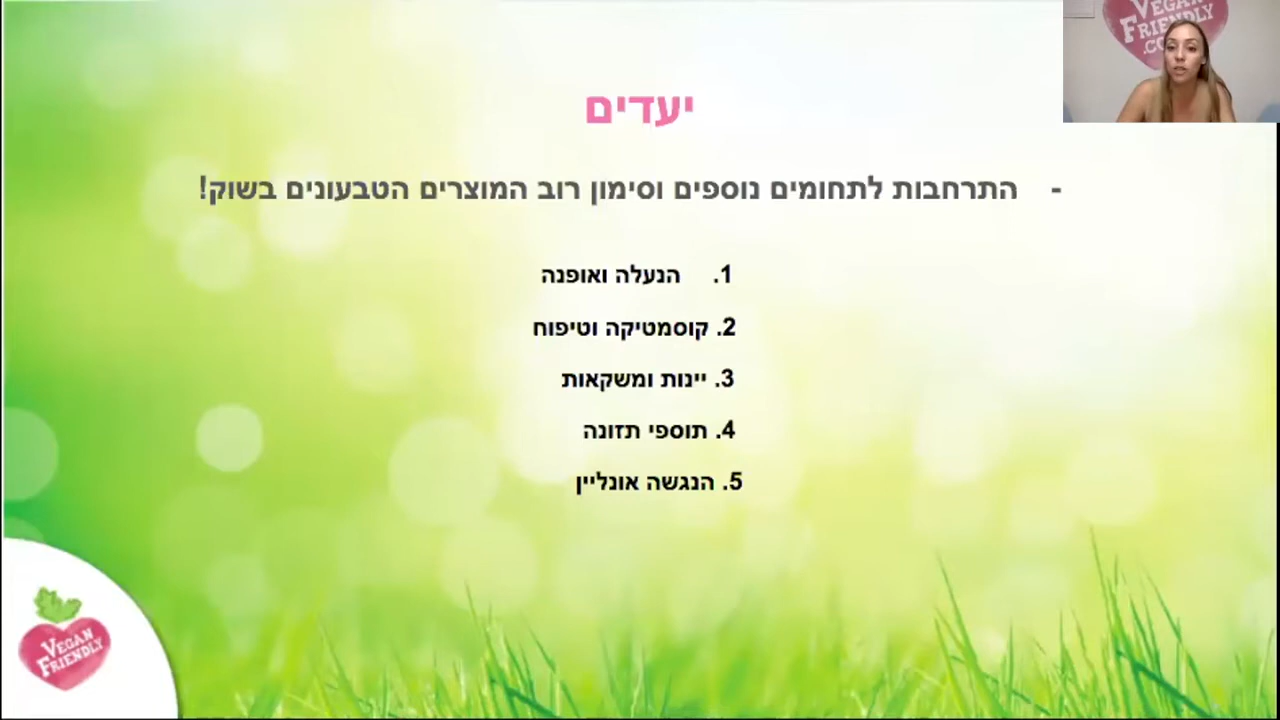 VEGAN
FRIENDLY
.CO
יעדים
- התרחבות לתחומים נוספים וסימון רוב המוצרים הטבעונים בשוק!
1. הנעלה ואופנה
2. קוסמטיקה וטיפוח
3. יינות ומשקאות
4. תוספי תזונה
5. הנגשה אונליין
VEGAN
FRIENDLY